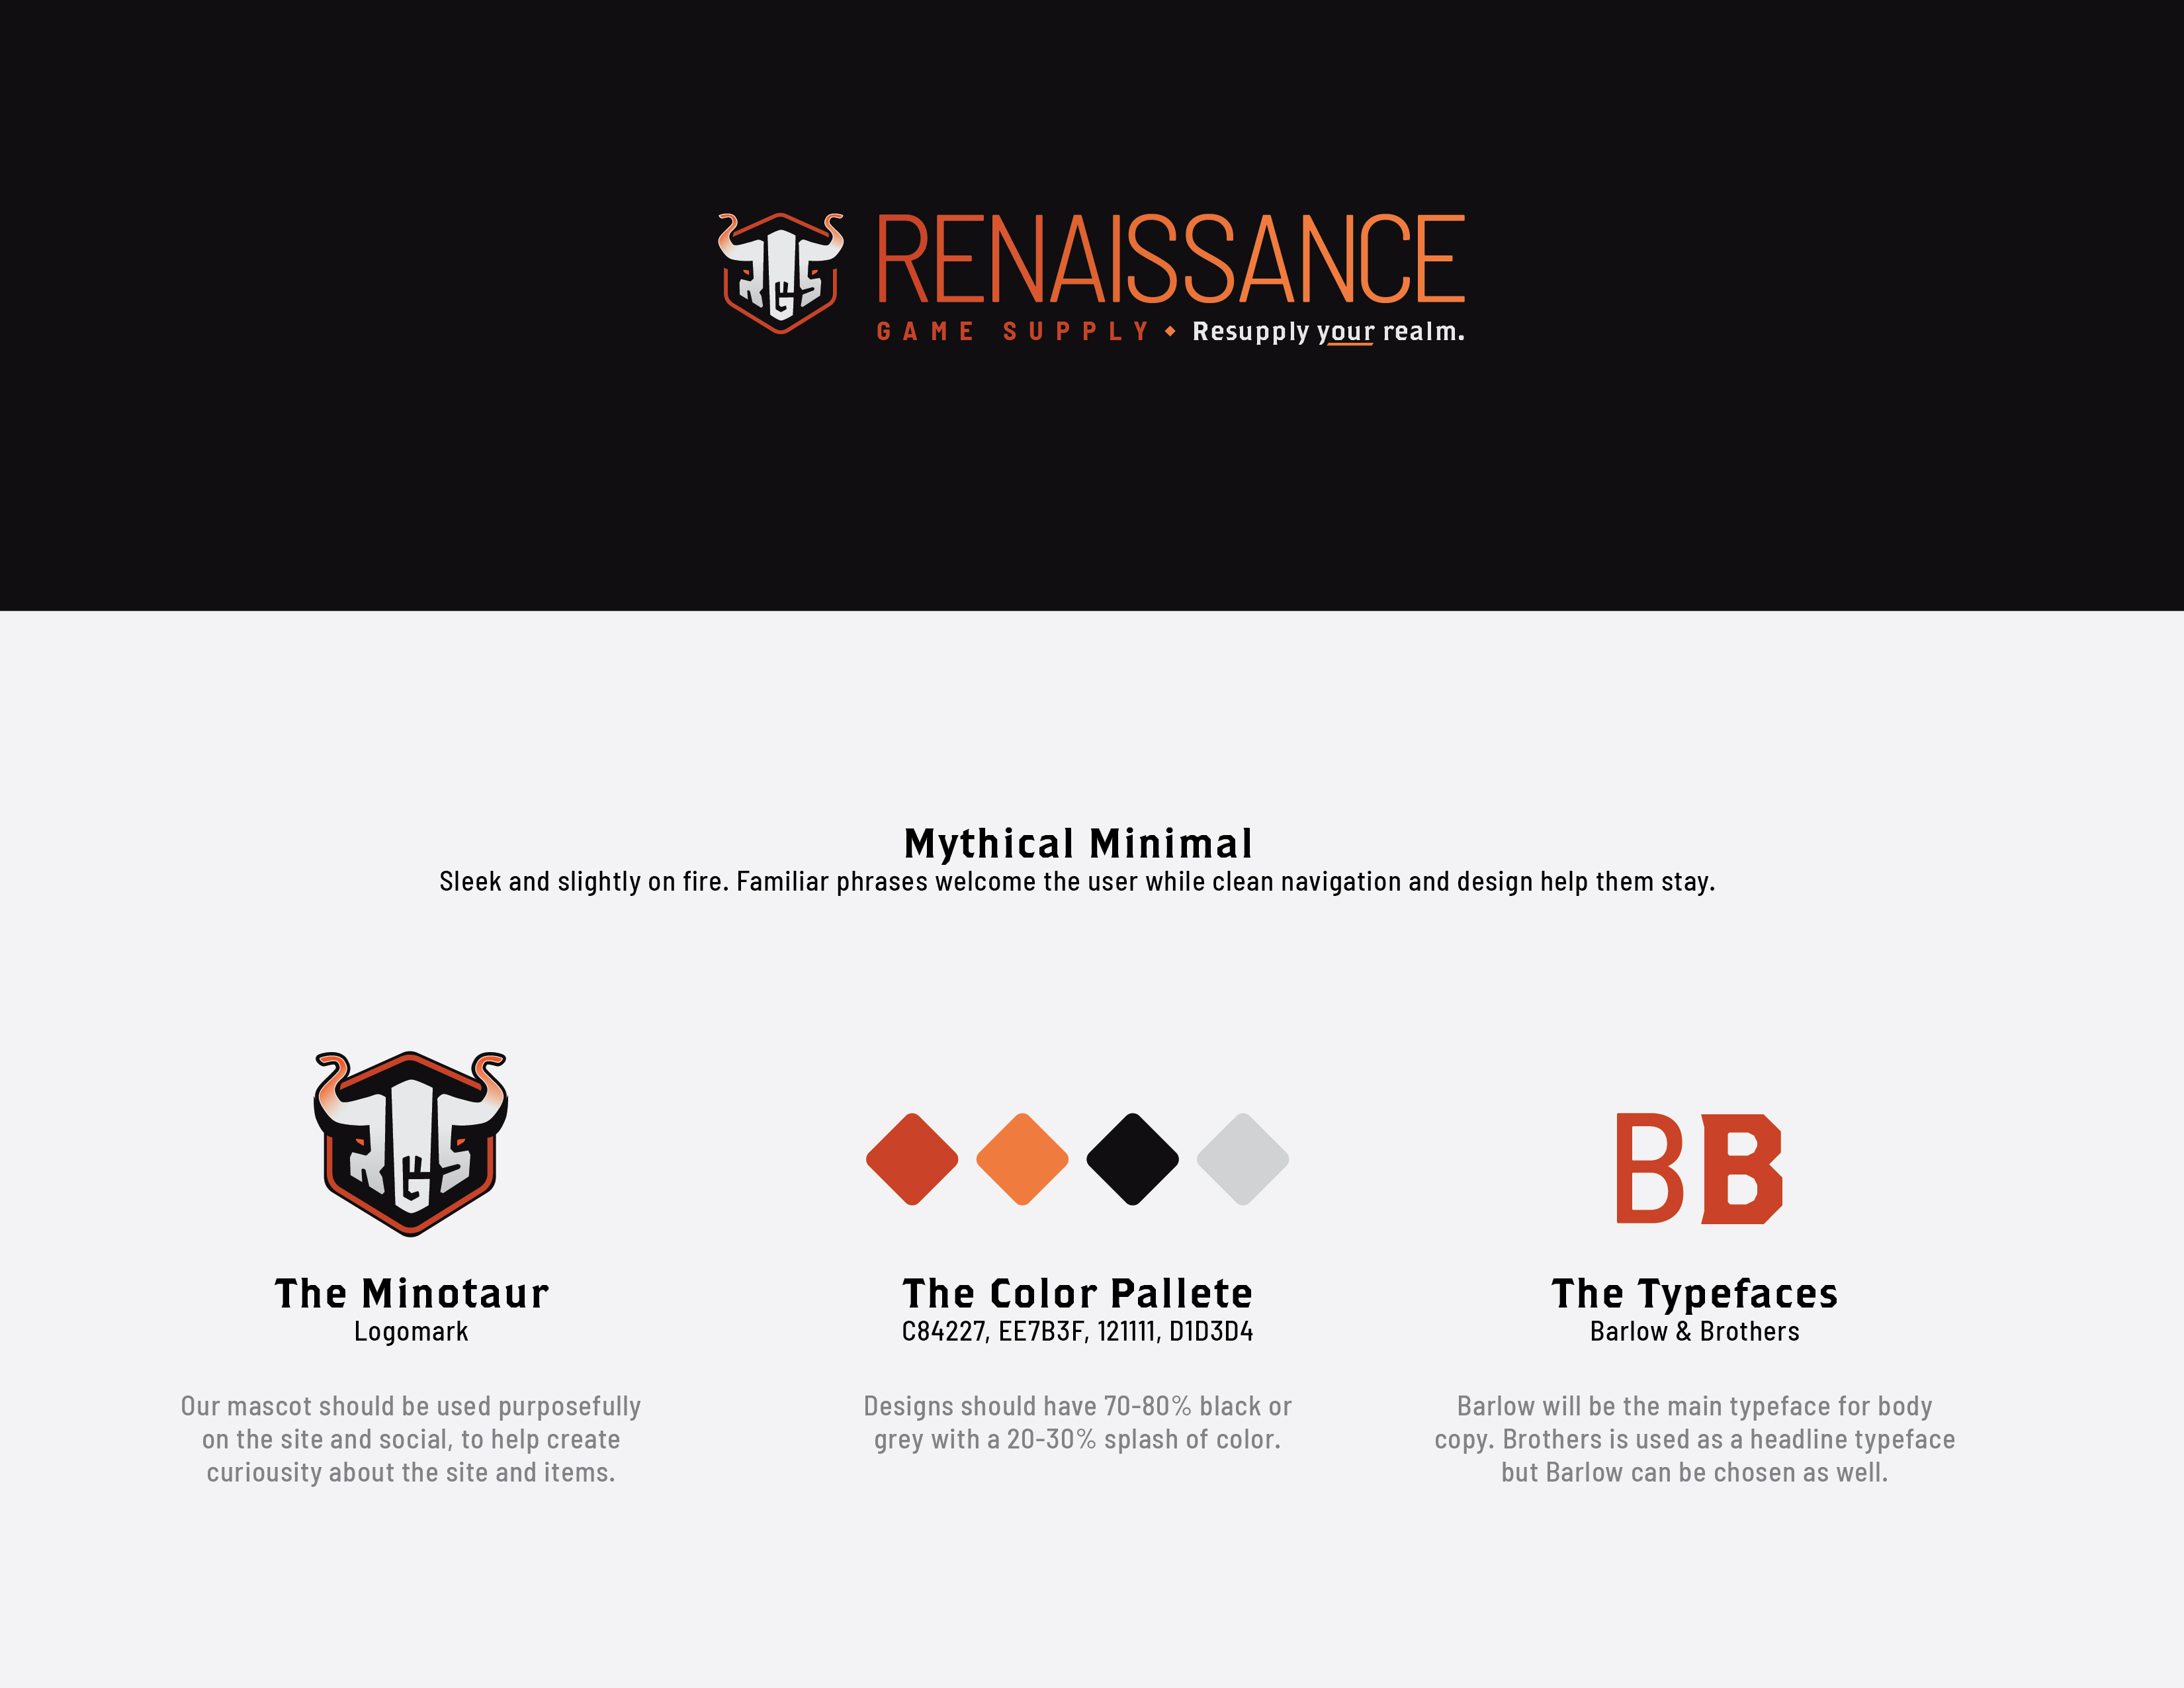 RGS RENAISSANCE
GAME SUPPLY ◆ Resupply your realm.
Mythical Minimal
Sleek and slightly on fire. Familiar phrases welcome the user while clean navigation and design help them stay.
RGS
BB
The Minotaur
Logomark
Our mascot should be used purposefully
on the site and social, to help create
curiousity about the site and items.
The Color Pallete
C84227, EE7B3F, 121111, D1D3D4
Designs should have 70-80% black or
grey with a 20-30% splash of color.
The Typefaces
Barlow & Brothers
Barlow will be the main typeface for body
copy. Brothers is used as a headline typeface
but Barlow can be chosen as well.